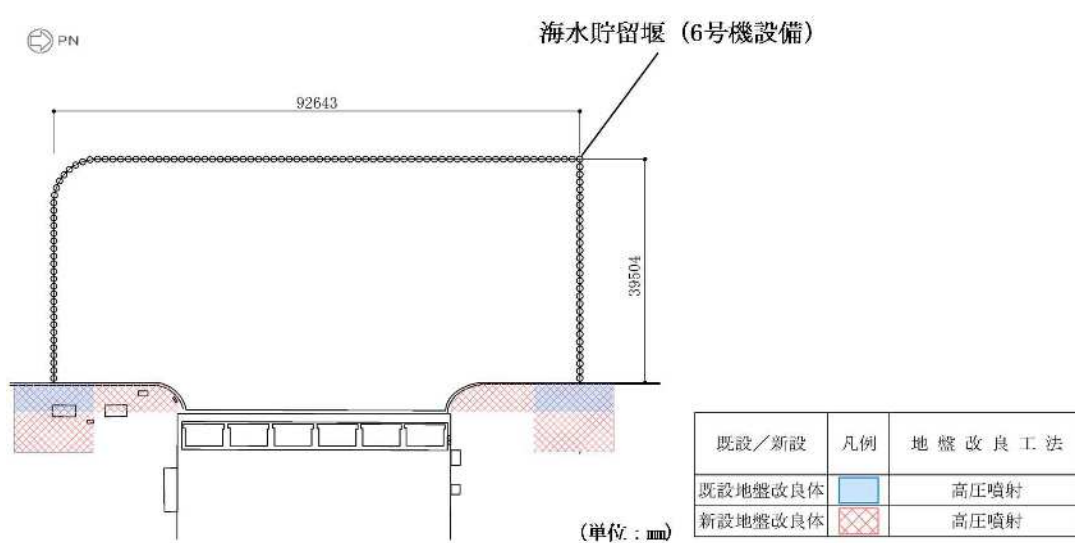 PN
海水貯留堰（6号機設備）
92643
39504
既設／新設 凡例 地盤改良工法
既設地盤改良体 高圧噴射
新設地盤改良体 高圧噴射
（単位：mm）